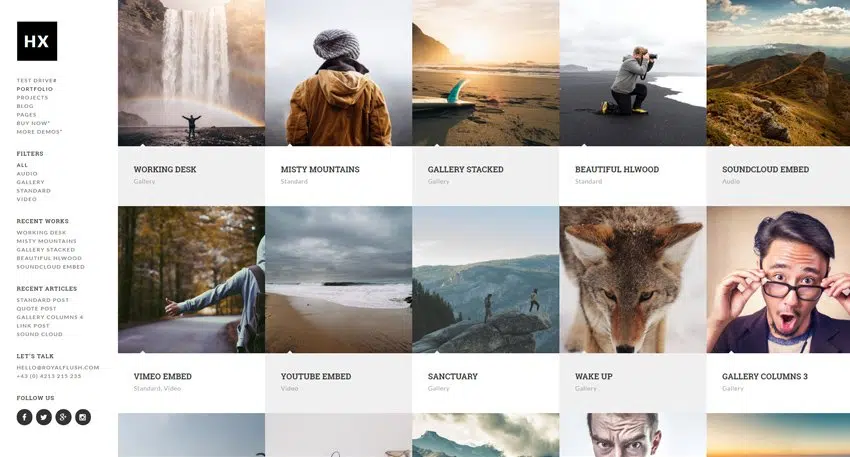 HX
TEST DRIVE#
PORTFOLIO
PROJECTS
BLOG
PAGES
BUY NOW*
MORE DEMOS*
FILTERS
ALL
AUDIO
GALLERY
STANDARD
VIDEO
RECENT WORKS
WORKING DESK
MISTY MOUNTAINS
GALLERY STACKED
BEAUTIFUL HLWOOD
SOUNDCLOUD EMBED
RECENT ARTICLES
STANDARD POST
QUOTE POST
GALLERY COLUMNS 4
LINK POST
SOUND CLOUD
LET'S TALK
HELLO@ROYALFLUSH.COM
+43 (0) 4213 215 235
FOLLOW US
WORKING DESK
Gallery
MISTY MOUNTAINS
Standard
GALLERY STACKED
Gallery
BEAUTIFUL HLWOOD
Standard
SOUNDCLOUD EMBED
Audio
VIMEO EMBED
Standard, Video
YOUTUBE EMBED
Video
SANCTUARY
Gallery
WAKE UP
Gallery
GALLERY COLUMNS 3
Gallery